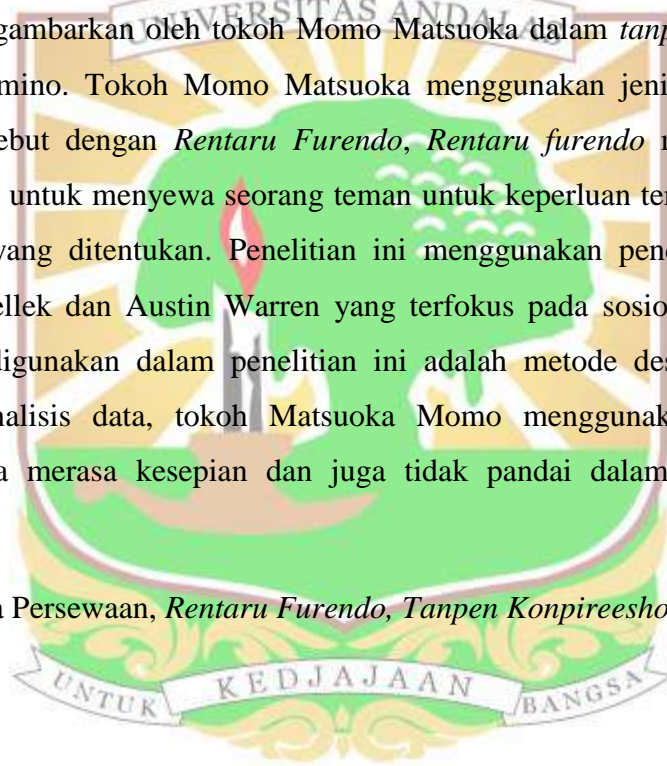 UNIVERSITAS ANDALAS
gambarkan oleh tokoh Momo Matsuoka dalam tanp
mino. Tokoh Momo Matsuoka menggunakan jeni
ebut dengan Rentaru Furendo, Rentaru furendo
untuk menyewa seorang teman untuk keperluan te
yang ditentukan. Penelitian ini menggunakan pen
ellek dan Austin Warren yang terfokus pada sosio
digunakan dalam penelitian ini adalah metode des
nalisis data, tokoh Matsuoka Momo menggunak
a merasa kesepian dan juga tidak pandai dalam
a Persewaan, Rentaru Furendo, Tanpen Konpireesho
UNTUK KEDJAJAAN BANGSA